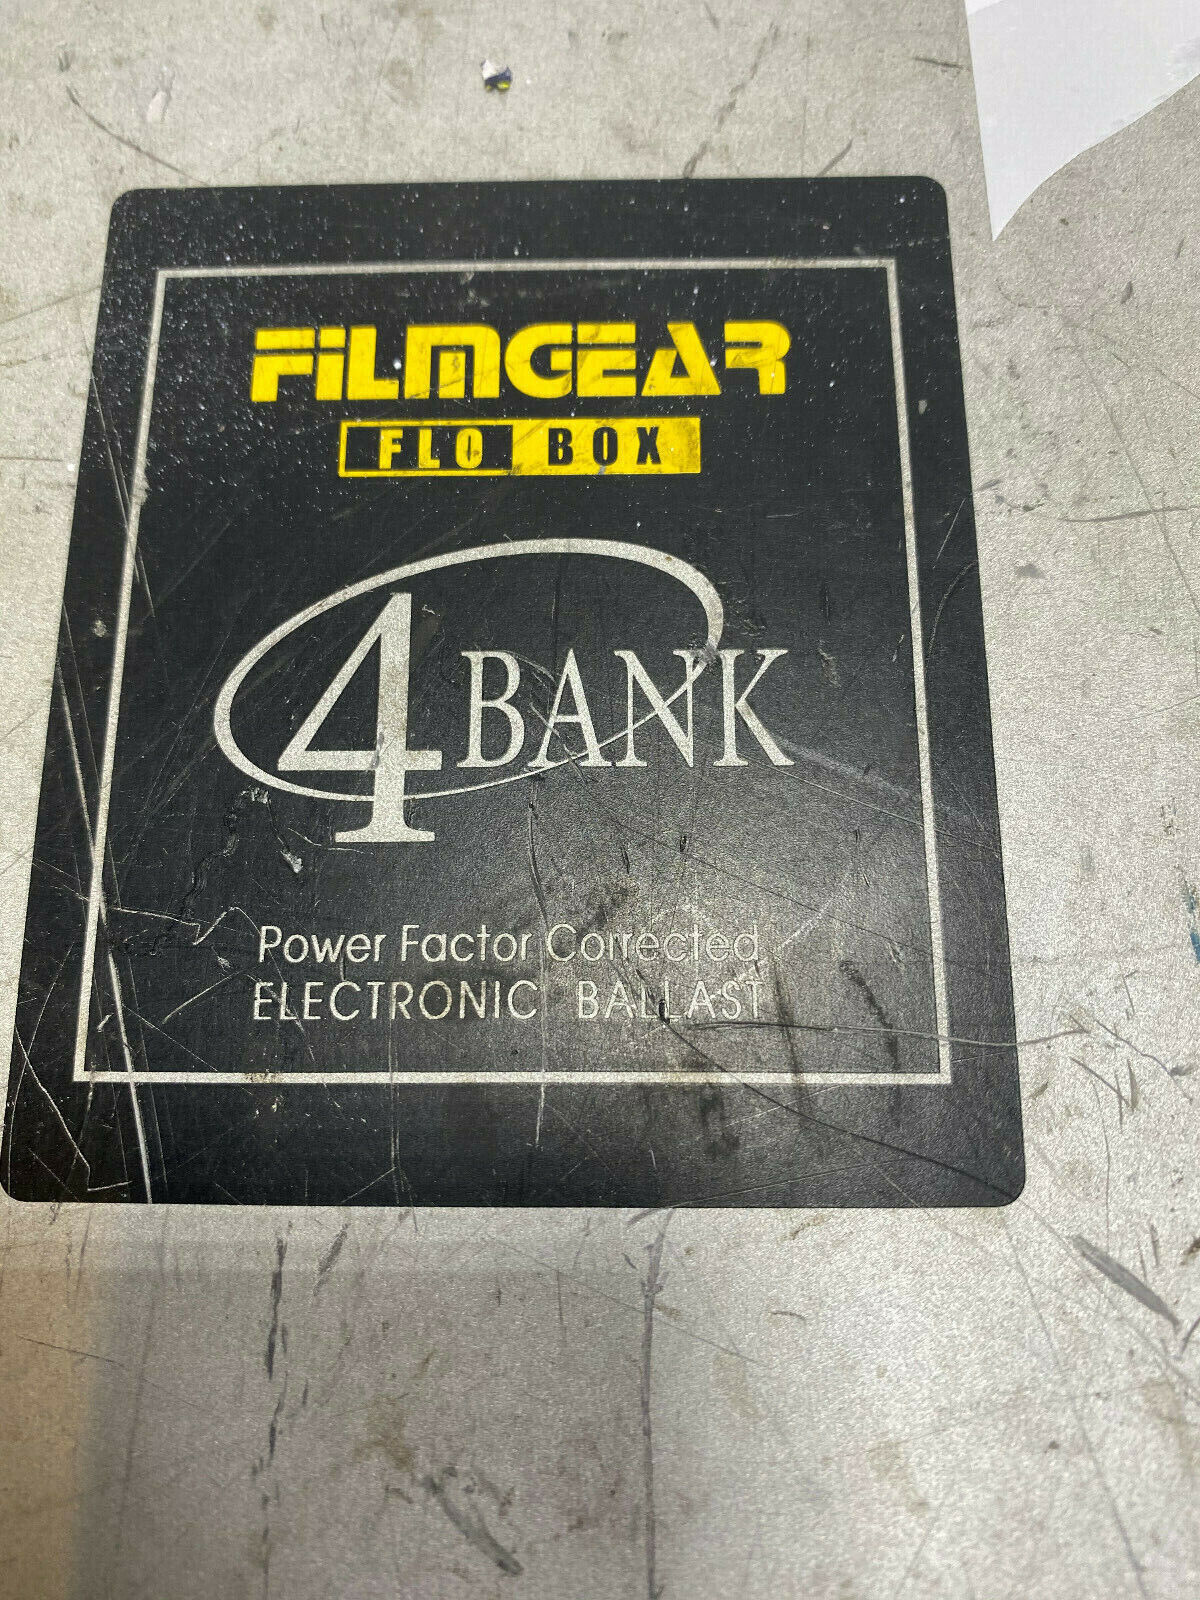 FiLMGEAR
FLO BOX
4 BANK
Power Factor Corrected
ELECTRONIC BALLAST